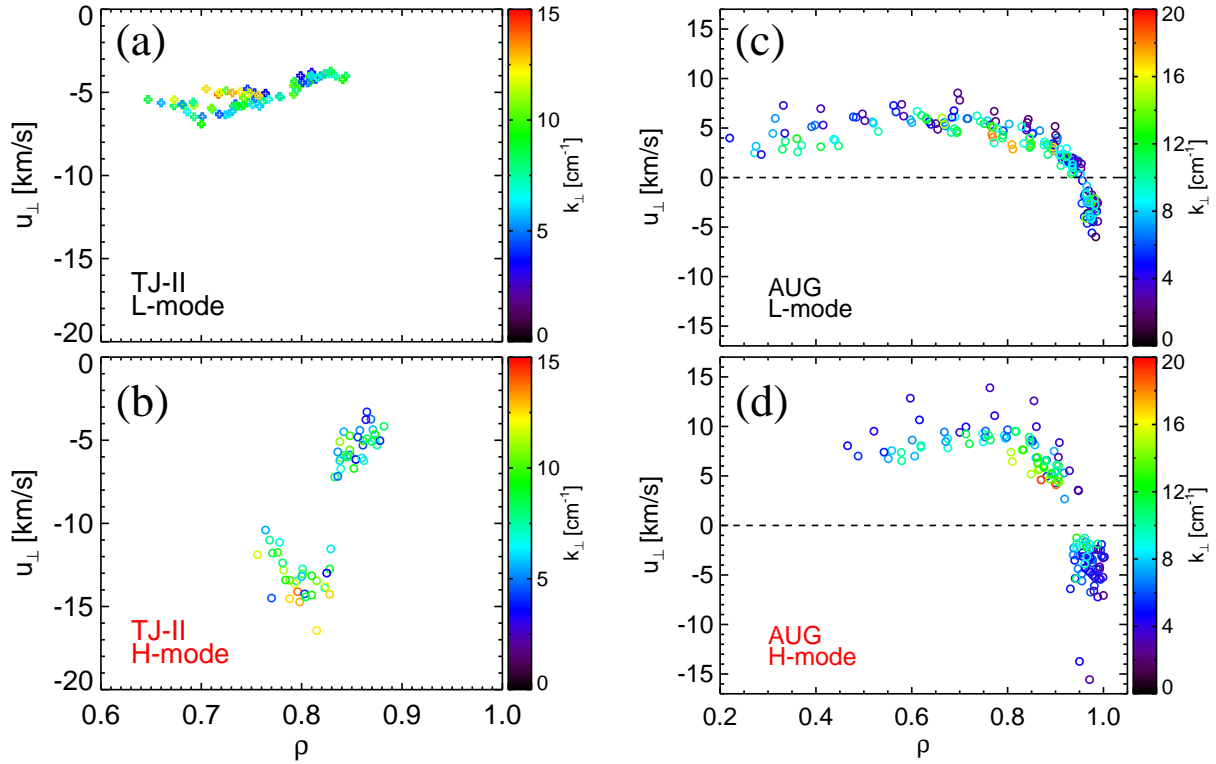 (a)
0
-5
-10
-15
-20
u⊥ [km/s]
TJ-II
L-mode
15
10
5
0
k⊥ [cm⁻¹]
(c)
15
10
5
0
-5
-10
-15
u⊥ [km/s]
AUG
L-mode
20
16
12
8
4
0
k⊥ [cm⁻¹]
(b)
0
-5
-10
-15
-20
u⊥ [km/s]
TJ-II
H-mode
0.6 0.7 0.8 0.9 1.0
ρ
15
10
5
0
k⊥ [cm⁻¹]
(d)
15
10
5
0
-5
-10
-15
u⊥ [km/s]
AUG
H-mode
0.2 0.4 0.6 0.8 1.0
ρ
20
16
12
8
4
0
k⊥ [cm⁻¹]